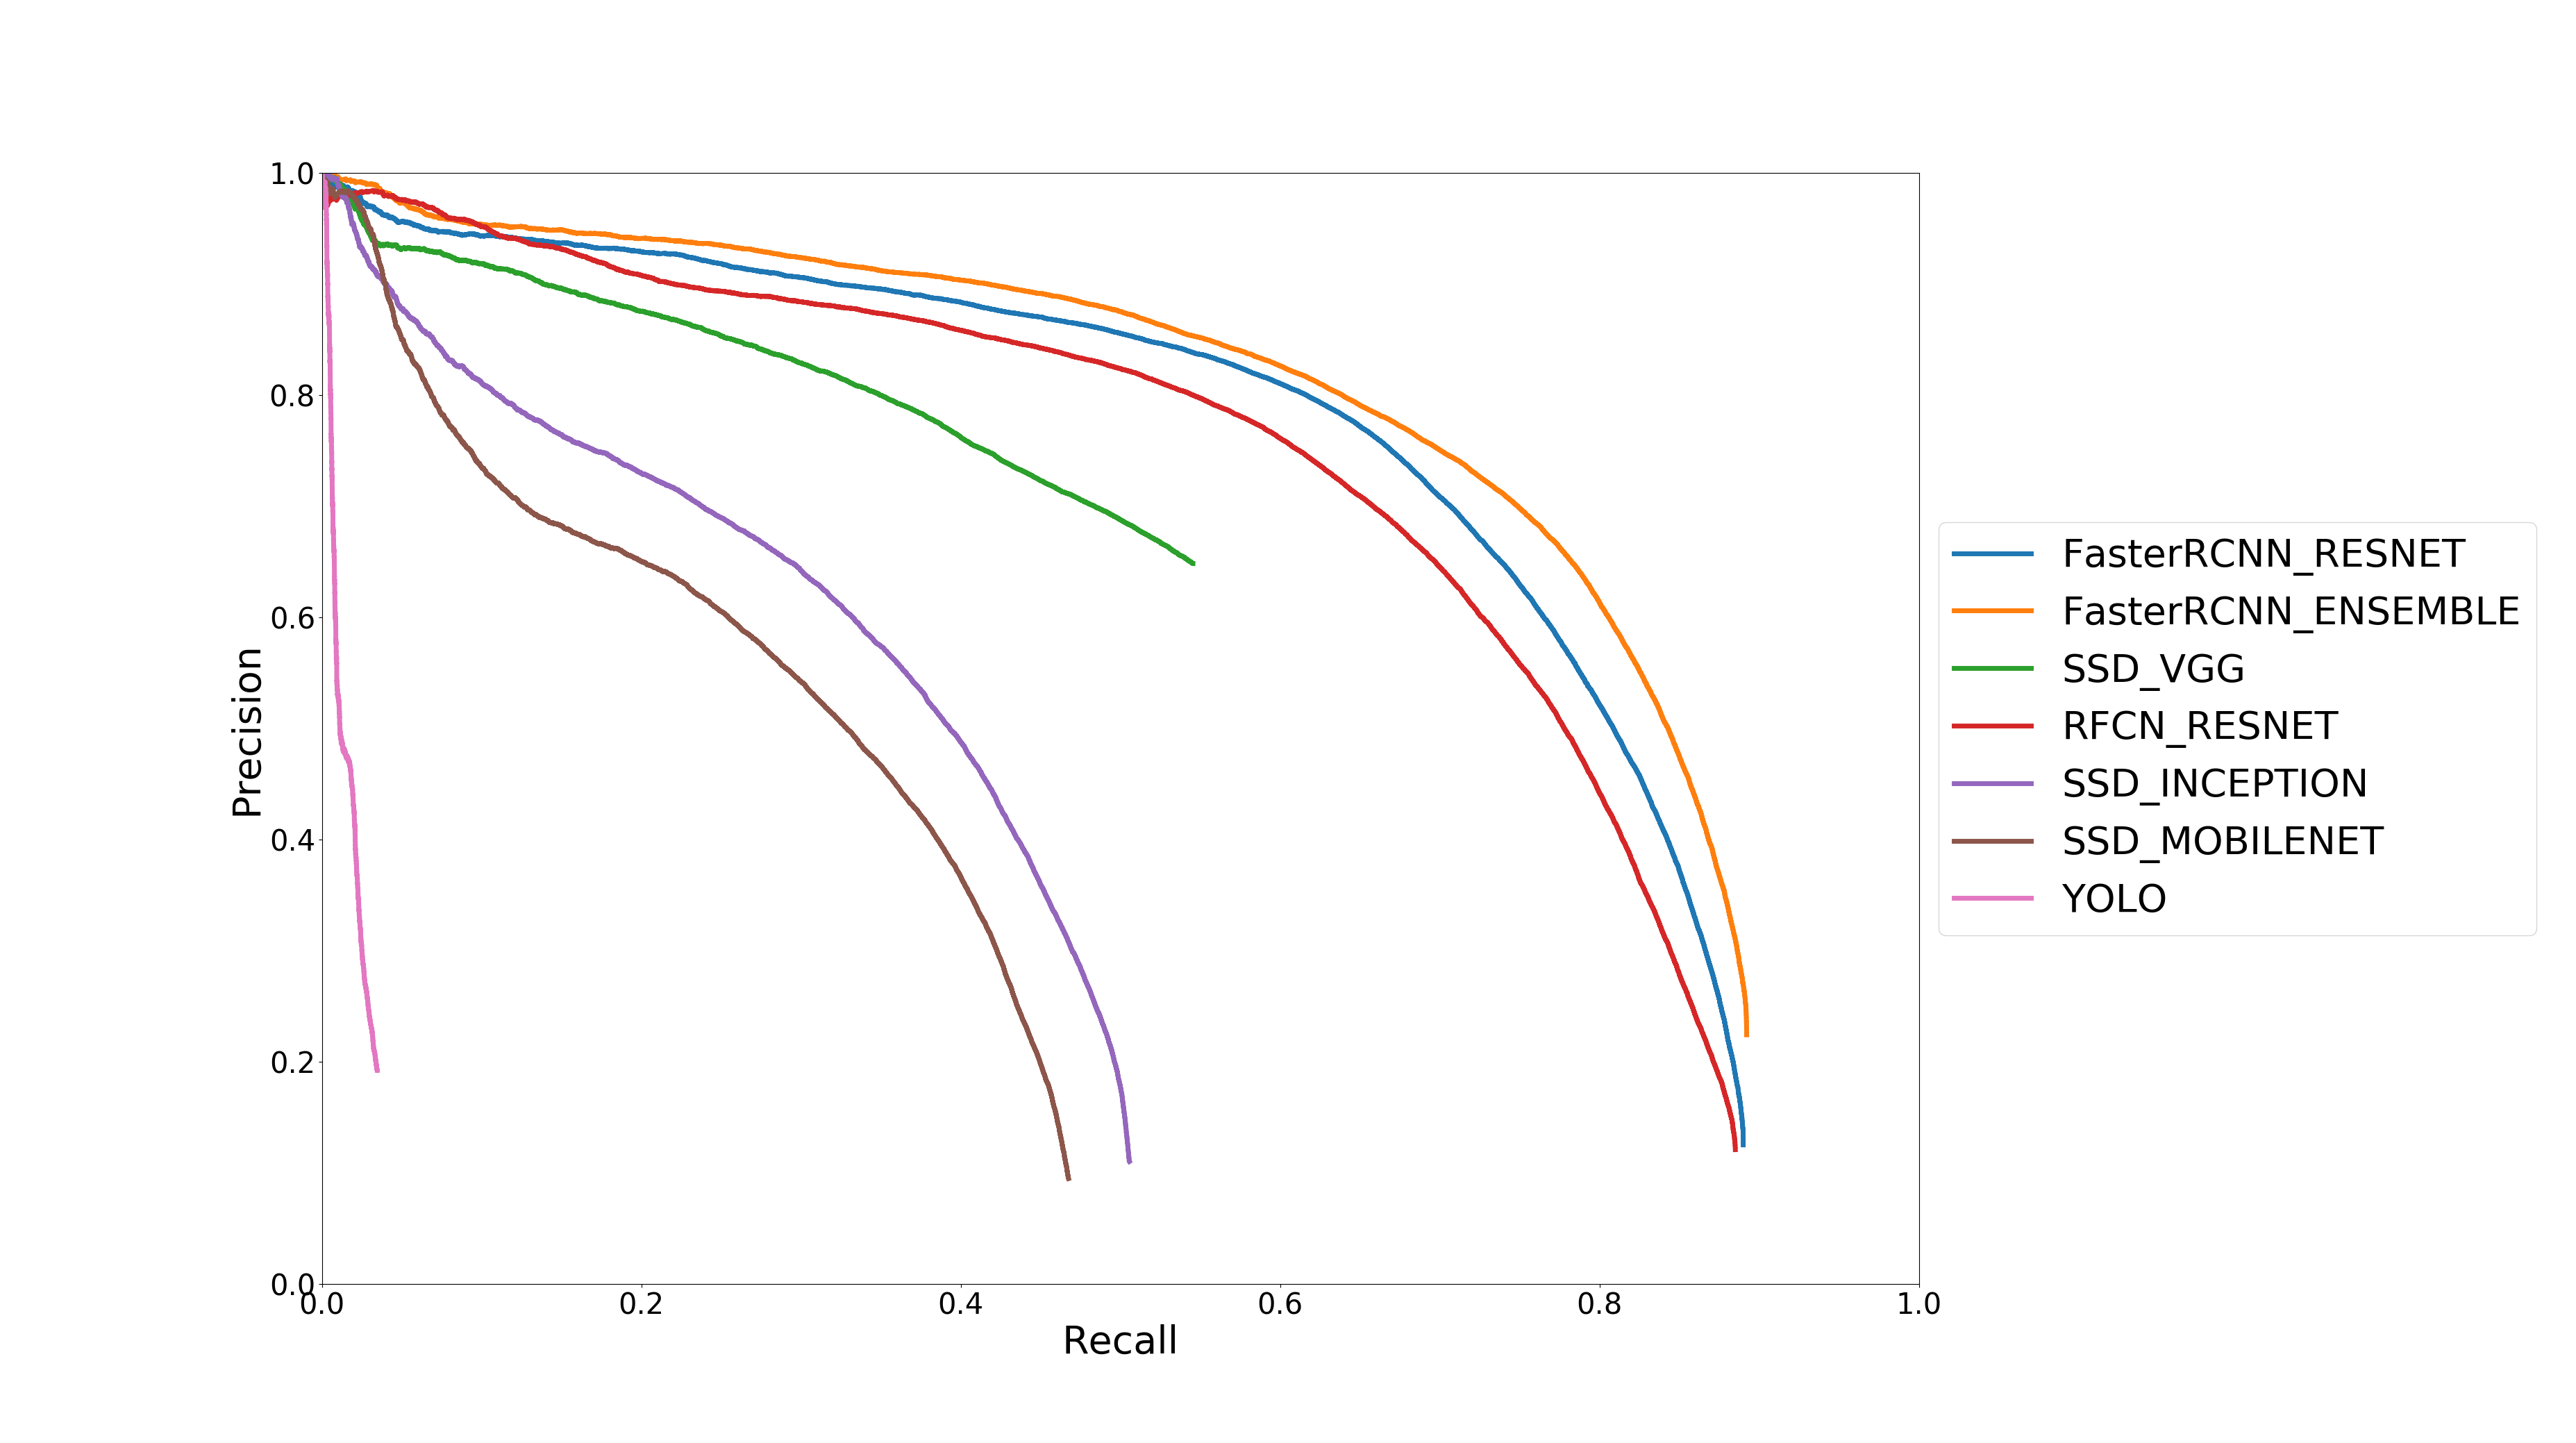 1.0
0.8
0.6
0.4
0.2
0.0
Precision
0.0 0.2 0.4 0.6 0.8 1.0
Recall
FasterRCNN_RESNET
FasterRCNN_ENSEMBLE
SSD_VGG
RFCN_RESNET
SSD_INCEPTION
SSD_MOBILENET
YOLO